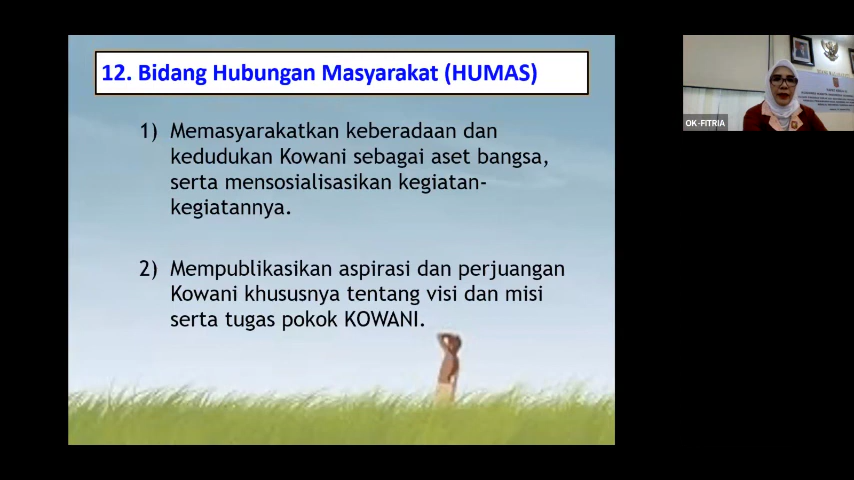 12. Bidang Hubungan Masyarakat (HUMAS)
1) Memasyarakatkan keberadaan dan
kedudukan Kowani sebagai aset bangsa,
serta mensosialisasikan kegiatan-
kegiatannya.
2) Mempublikasikan aspirasi dan perjuangan
Kowani khususnya tentang visi dan misi
serta tugas pokok KOWANI.
OK-FITRIA